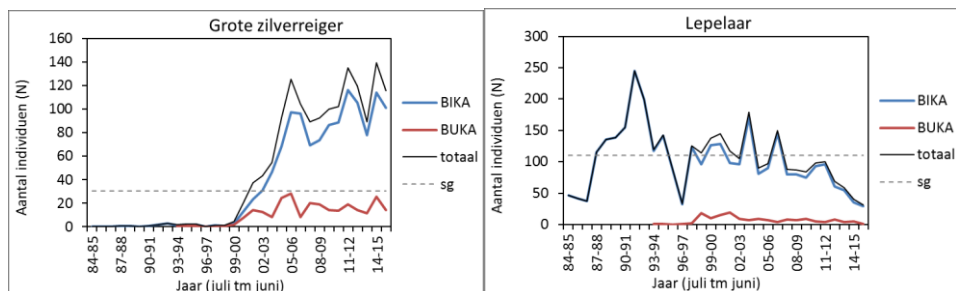 Grote zilverreiger
Aantal individuen (N)
160
140
120
100
80
60
40
20
0
84-85
87-88
90-91
93-94
96-97
99-00
02-03
05-06
08-09
11-12
14-15
Jaar (juli tm juni)
BIKA
BUKA
totaal
sg
Lepelaar
Aantal individuen (N)
300
250
200
150
100
50
0
84-85
87-88
90-91
93-94
96-97
99-00
02-03
05-06
08-09
11-12
14-15
Jaar (juli tm juni)
BIKA
BUKA
totaal
sg